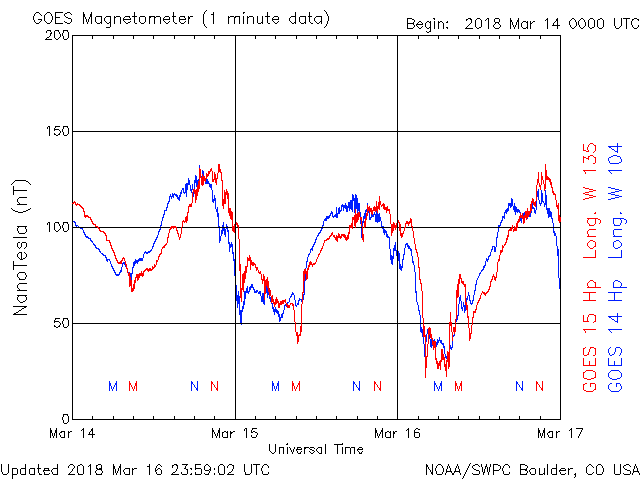 GOES Magnetometer (1 minute data)
Begin: 2018 Mar 14 0000 UTC
200
150
100
50
0
NanoTesla (nT)
M M N N M M N N M M N N
Mar 14 Mar 15 Mar 16 Mar 17
Universal Time
GOES 15 Hp Long. W 135
GOES 14 Hp Long. W 104
Updated 2018 Mar 16 23:59:02 UTC
NOAA/SWPC Boulder, CO USA